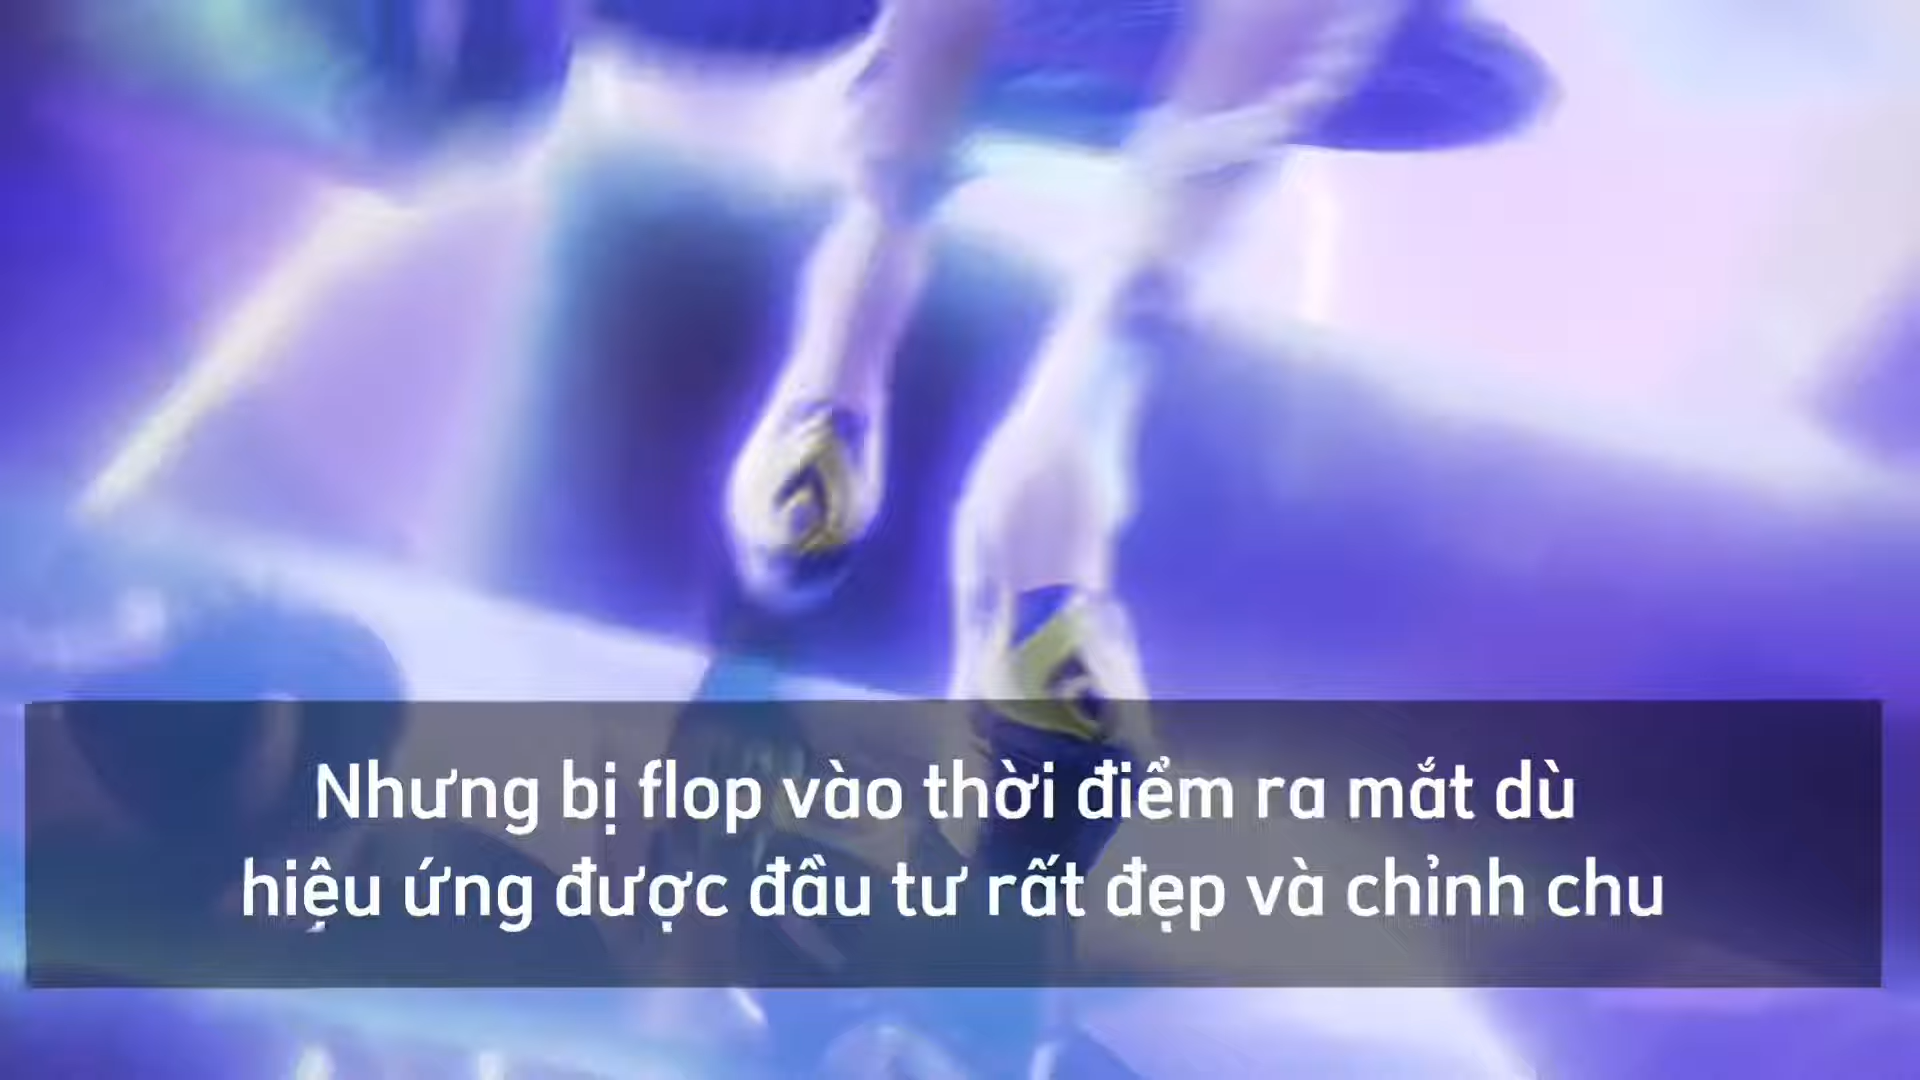 Nhưng bị flop vào thời điểm ra mắt dù
hiệu ứng được đầu tư rất đẹp và chỉnh chu